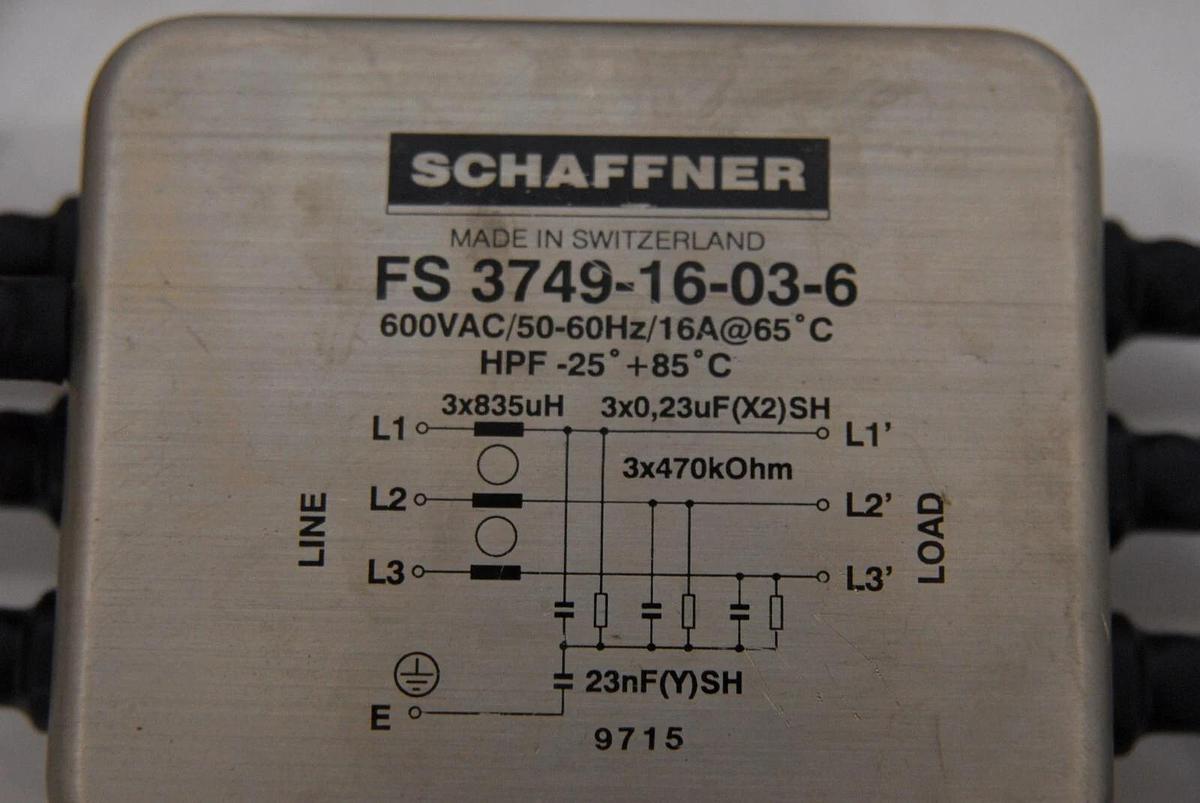 SCHAFFNER
MADE IN SWITZERLAND
FS 3749-16-03-6
600VAC/50-60Hz/16A@65°C
HPF -25° +85°C
3x835uH 3x0,23uF(X2)SH
L1 L1'
3x470kOhm
L2 L2'
LINE LOAD
L3 L3'
23nF(Y)SH
E
9715